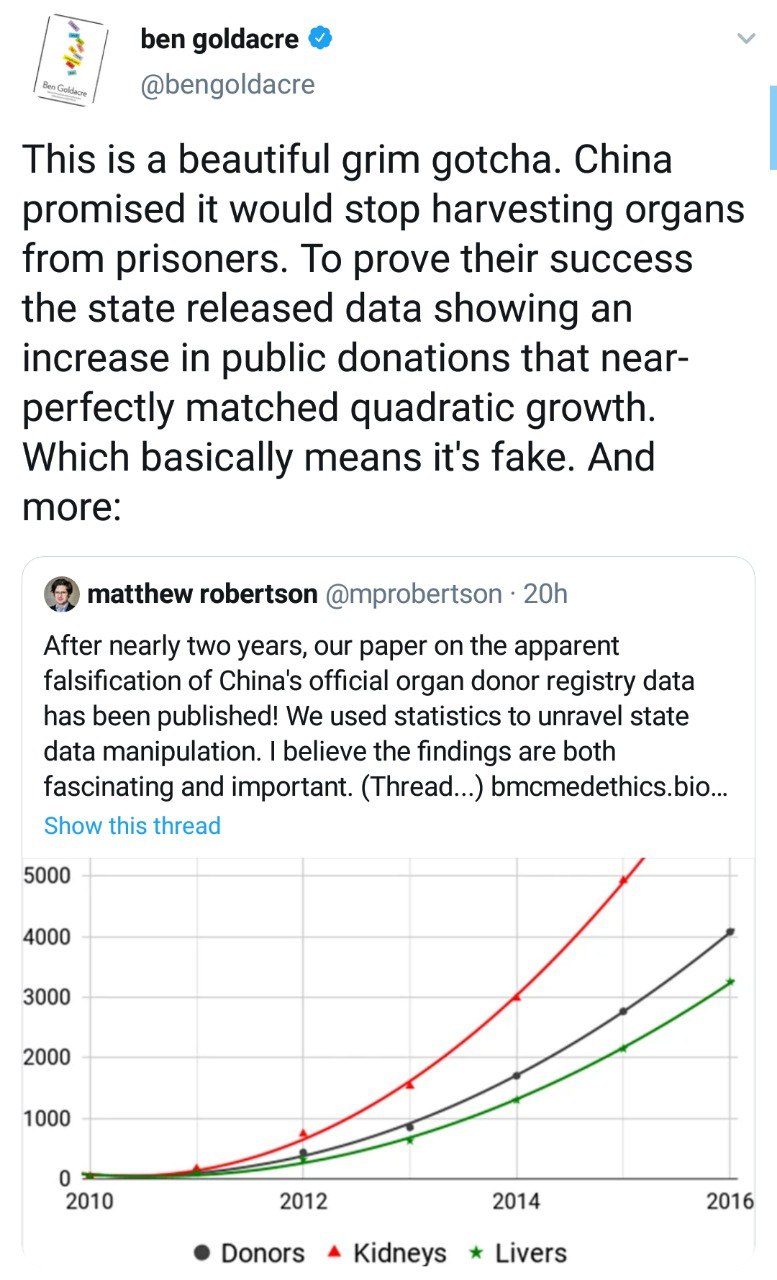 ben goldacre
@bengoldacre
Ben Goldacre
This is a beautiful grim gotcha. China
promised it would stop harvesting organs
from prisoners. To prove their success
the state released data showing an
increase in public donations that near-
perfectly matched quadratic growth.
Which basically means it's fake. And
more:
matthew robertson @mprobertson · 20h
After nearly two years, our paper on the apparent
falsification of China's official organ donor registry data
has been published! We used statistics to unravel state
data manipulation. I believe the findings are both
fascinating and important. (Thread...) bmcmedethics.bio...
Show this thread
5000
4000
3000
2000
1000
0
2010 2012 2014 2016
Donors Kidneys Livers